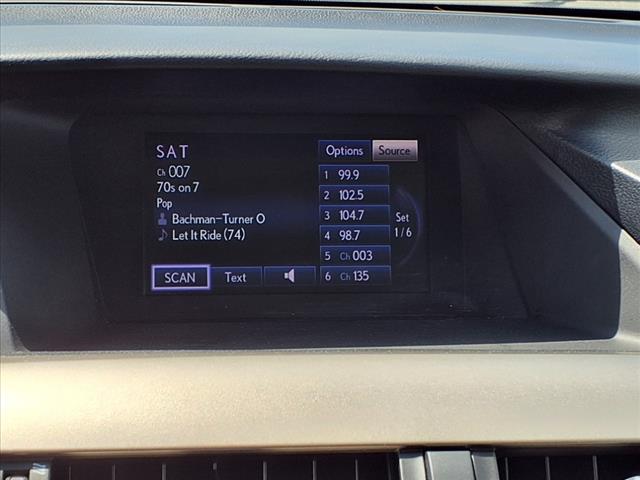 SAT
Ch 007
70s on 7
Pop
Bachman-Turner O
Let It Ride (74)
SCAN
Text
Options
Source
1 99.9
2 102.5
3 104.7
4 98.7
5 Ch 003
6 Ch 135
Set
1/6